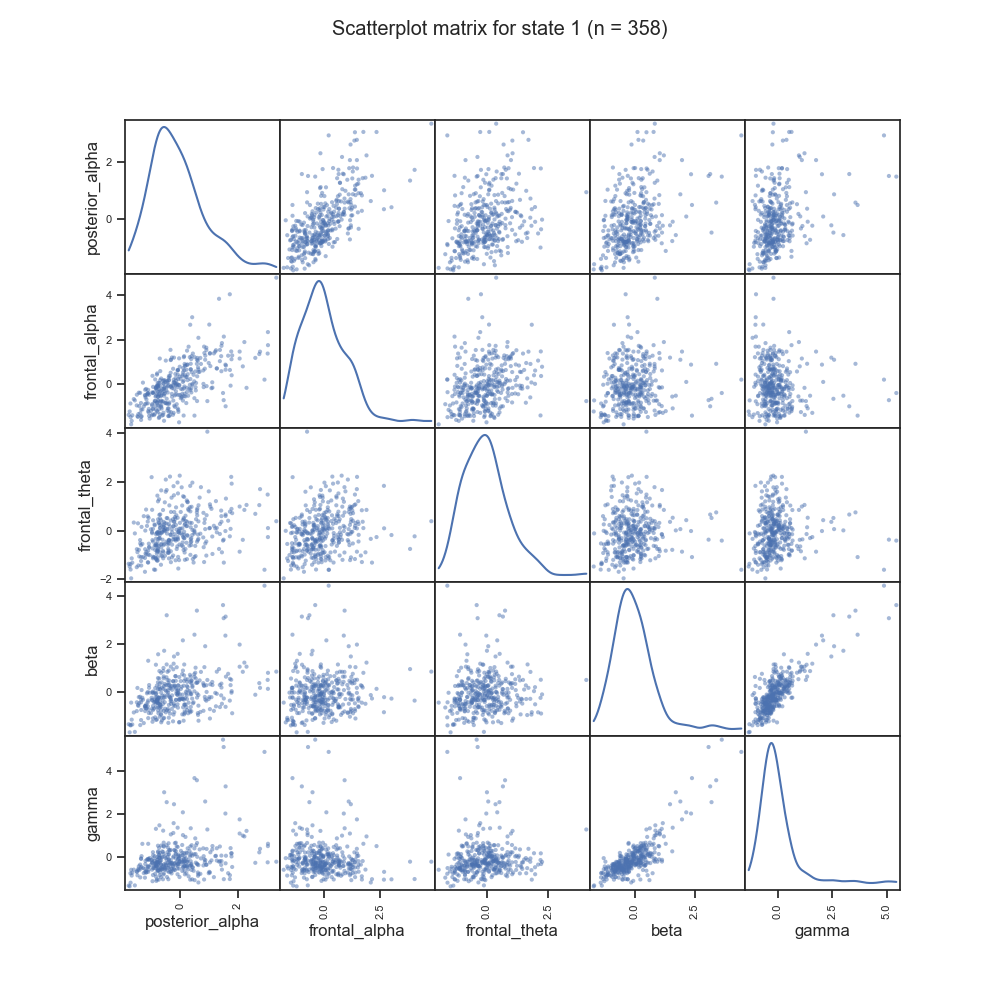 Scatterplot matrix for state 1 (n = 358)
posterior_alpha
2
0
frontal_alpha
4
2
0
frontal_theta
4
2
0
−2
beta
4
2
0
gamma
4
2
0
0
2
0.0
2.5
0.0
2.5
0.0
2.5
0.0
2.5
5.0
posterior_alpha
frontal_alpha
frontal_theta
beta
gamma